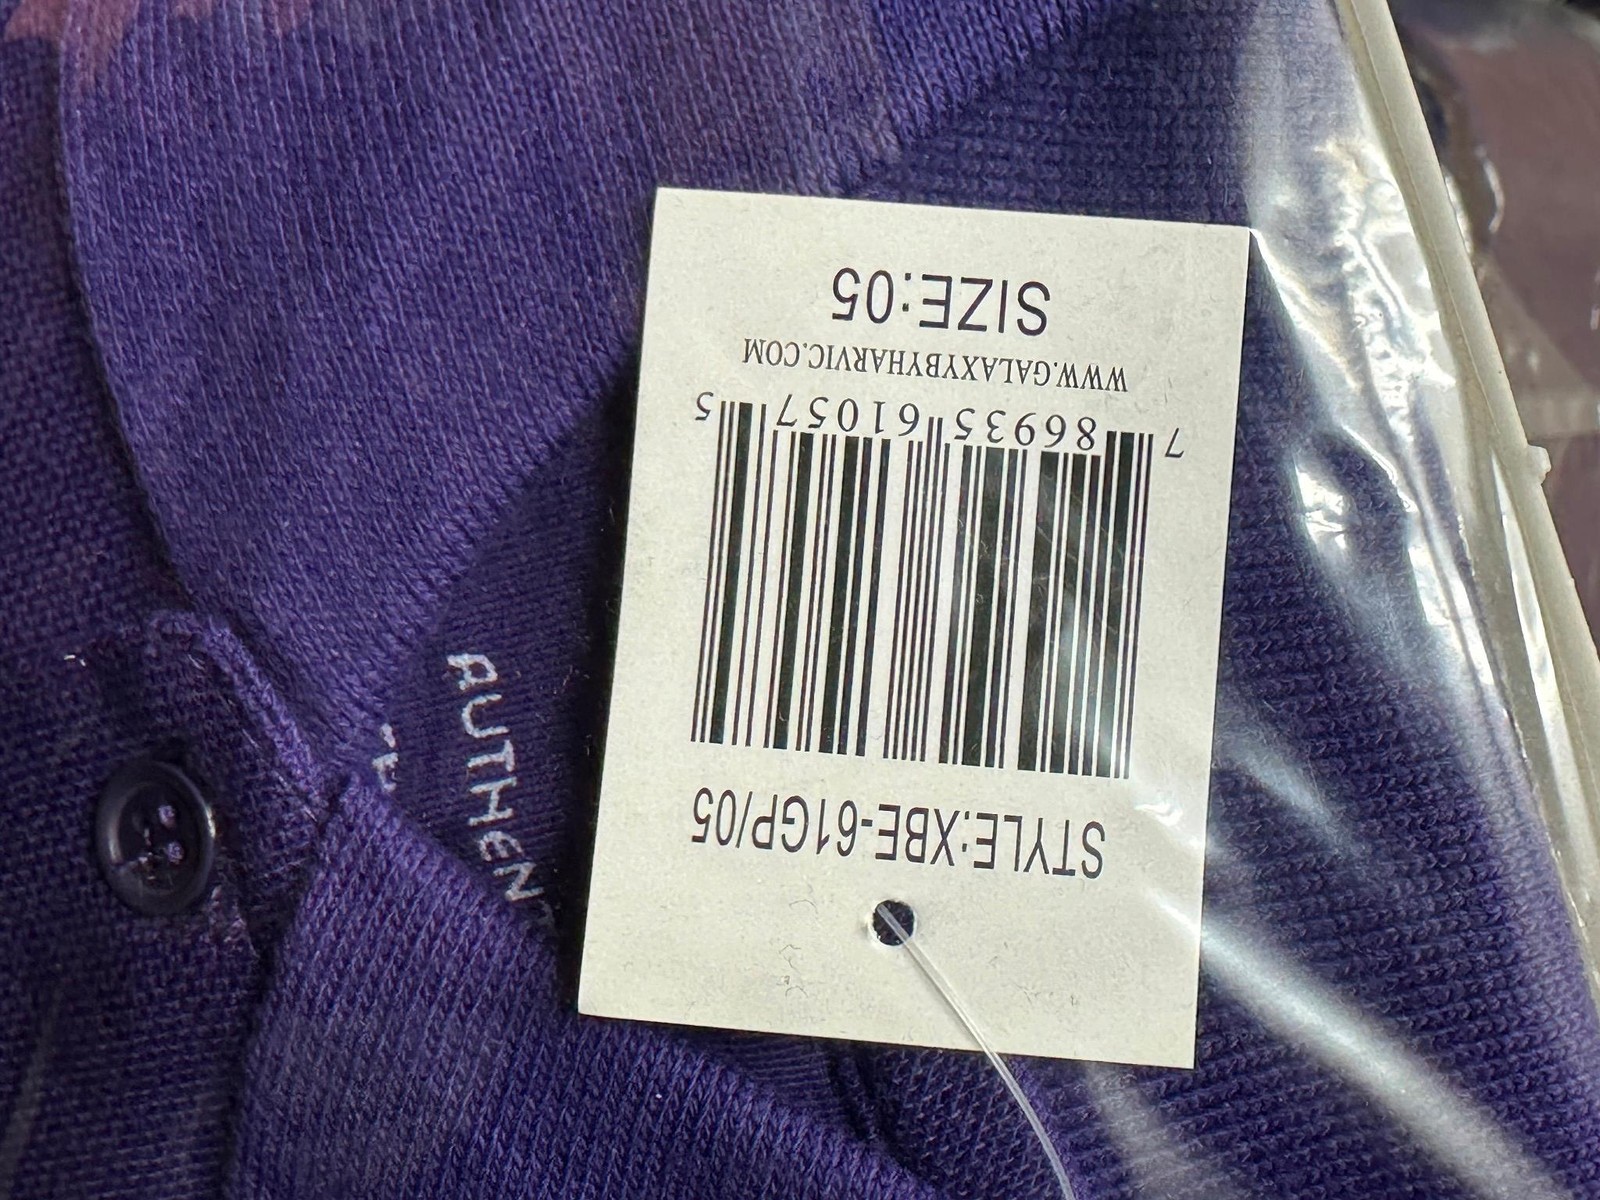 STYLE:XBE-61GP/05
7 86935 61057 5
WWW.GALAXYBYHARVIC.COM
SIZE:05
AUTHEN